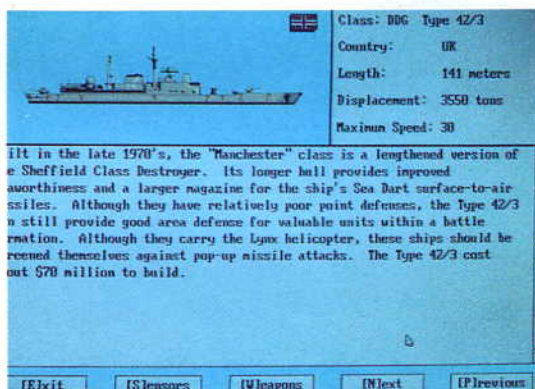 Class: DDG Type 42/3
Country: UK
Length: 141 meters
Displacement: 3550 tons
Maximum Speed: 30
ilt in the late 1970's, the "Manchester" class is a lengthened version of
e Sheffield Class Destroyer. Its longer hull provides improved
aworthiness and a larger magazine for the ship's Sea Dart surface-to-air
ssiles. Although they have relatively poor point defenses, the Type 42/3
n still provide good area defense for valuable units within a battle
rmation. Although they carry the Lynx helicopter, these ships should be
reened themselves against pop-up missile attacks. The Type 42/3 cost
out $70 million to build.
[E]xit [S]ensors [W]eapons [N]ext [P]revious